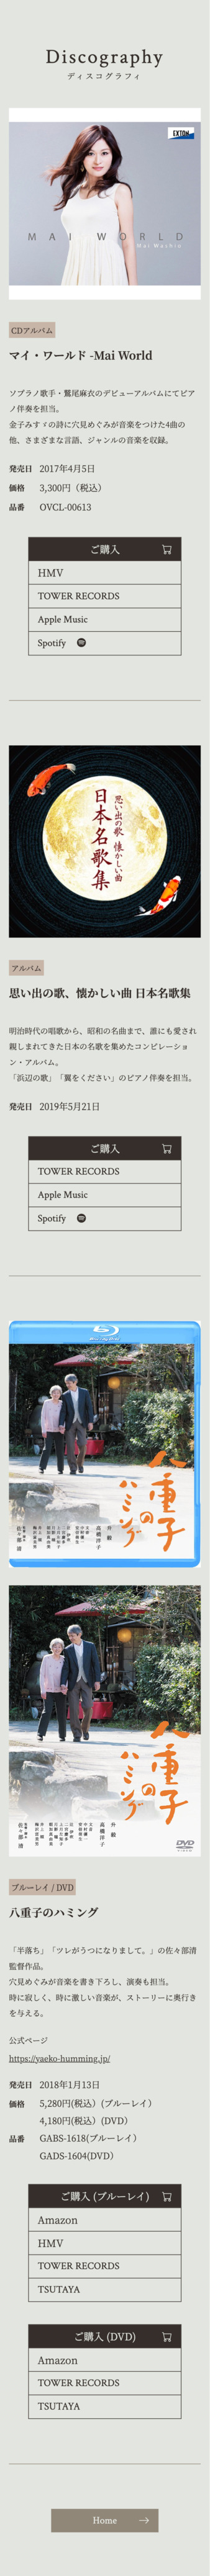 Discography
ディスコグラフィ
EXTON
MAI WORLD
Mai Washio
CDアルバム
マイ・ワールド -Mai World
ソプラノ歌手・鷲尾麻衣のデビューアルバムにてピア
ノ伴奏を担当。
金子みすゞの詩に穴見めぐみが音楽をつけた4曲の
他、さまざまな言語、ジャンルの音楽を収録。
発売日 2017年4月5日
価格 3,300円（税込）
品番 OVCL-00613
ご購入
HMV
TOWER RECORDS
Apple Music
Spotify
思い出の歌 懐かしい曲
日本名歌集
アルバム
思い出の歌、懐かしい曲 日本名歌集
明治時代の唱歌から、昭和の名曲まで、誰にも愛され
親しまれてきた日本の名歌を集めたコンピレーショ
ン・アルバム。
「浜辺の歌」「翼をください」のピアノ伴奏を担当。
発売日 2019年5月21日
ご購入
TOWER RECORDS
Apple Music
Spotify
八重子のハミング
升毅
高橋洋子
佐々部清
八重子のハミング
升毅
高橋洋子
佐々部清
DVD
ブルーレイ / DVD
八重子のハミング
「半落ち」「ツレがうつになりまして。」の佐々部清
監督作品。
穴見めぐみが音楽を書き下ろし、演奏も担当。
時に寂しく、時に激しい音楽が、ストーリーに奥行き
を与える。
公式ページ
https://yaeko-humming.jp/
発売日 2018年1月13日
価格 5,280円(税込）(ブルーレイ）
4,180円(税込）(DVD）
品番 GABS-1618(ブルーレイ）
GADS-1604(DVD）
ご購入 (ブルーレイ)
Amazon
HMV
TOWER RECORDS
TSUTAYA
ご購入 (DVD)
Amazon
TOWER RECORDS
TSUTAYA
Home